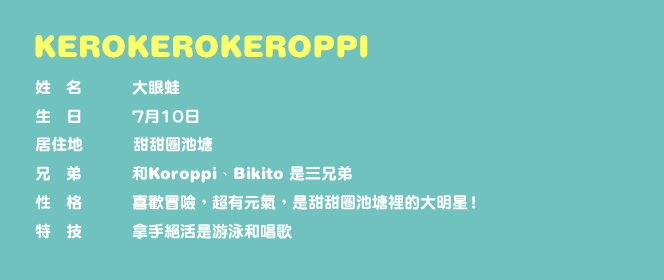 KEROKEROKEROPPI
姓 名 大眼蛙
生 日 7月10日
居住地 甜甜圈池塘
兄 弟 和Koroppi、Bikito 是三兄弟
性 格 喜歡冒險，超有元氣，是甜甜圈池塘裡的大明星！
特 技 拿手絕活是游泳和唱歌